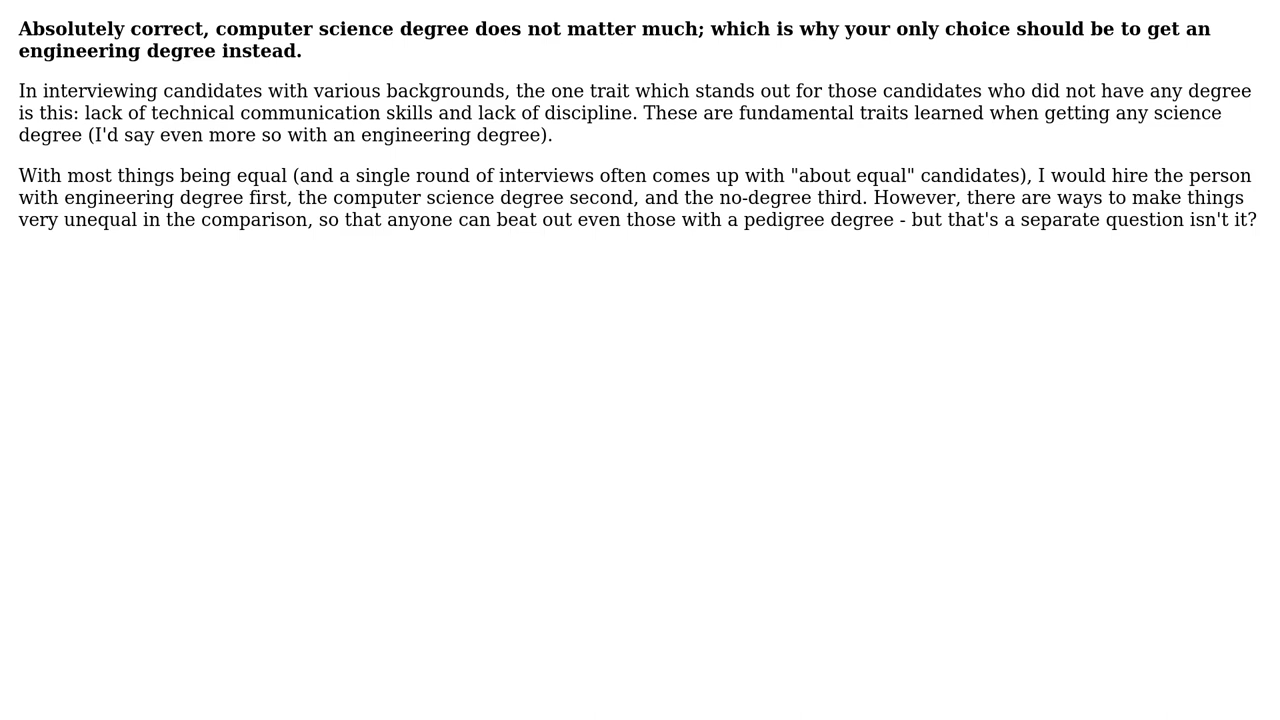 Absolutely correct, computer science degree does not matter much; which is why your only choice should be to get an
engineering degree instead.
In interviewing candidates with various backgrounds, the one trait which stands out for those candidates who did not have any degree
is this: lack of technical communication skills and lack of discipline. These are fundamental traits learned when getting any science
degree (I'd say even more so with an engineering degree).
With most things being equal (and a single round of interviews often comes up with "about equal" candidates), I would hire the person
with engineering degree first, the computer science degree second, and the no-degree third. However, there are ways to make things
very unequal in the comparison, so that anyone can beat out even those with a pedigree degree - but that's a separate question isn't it?